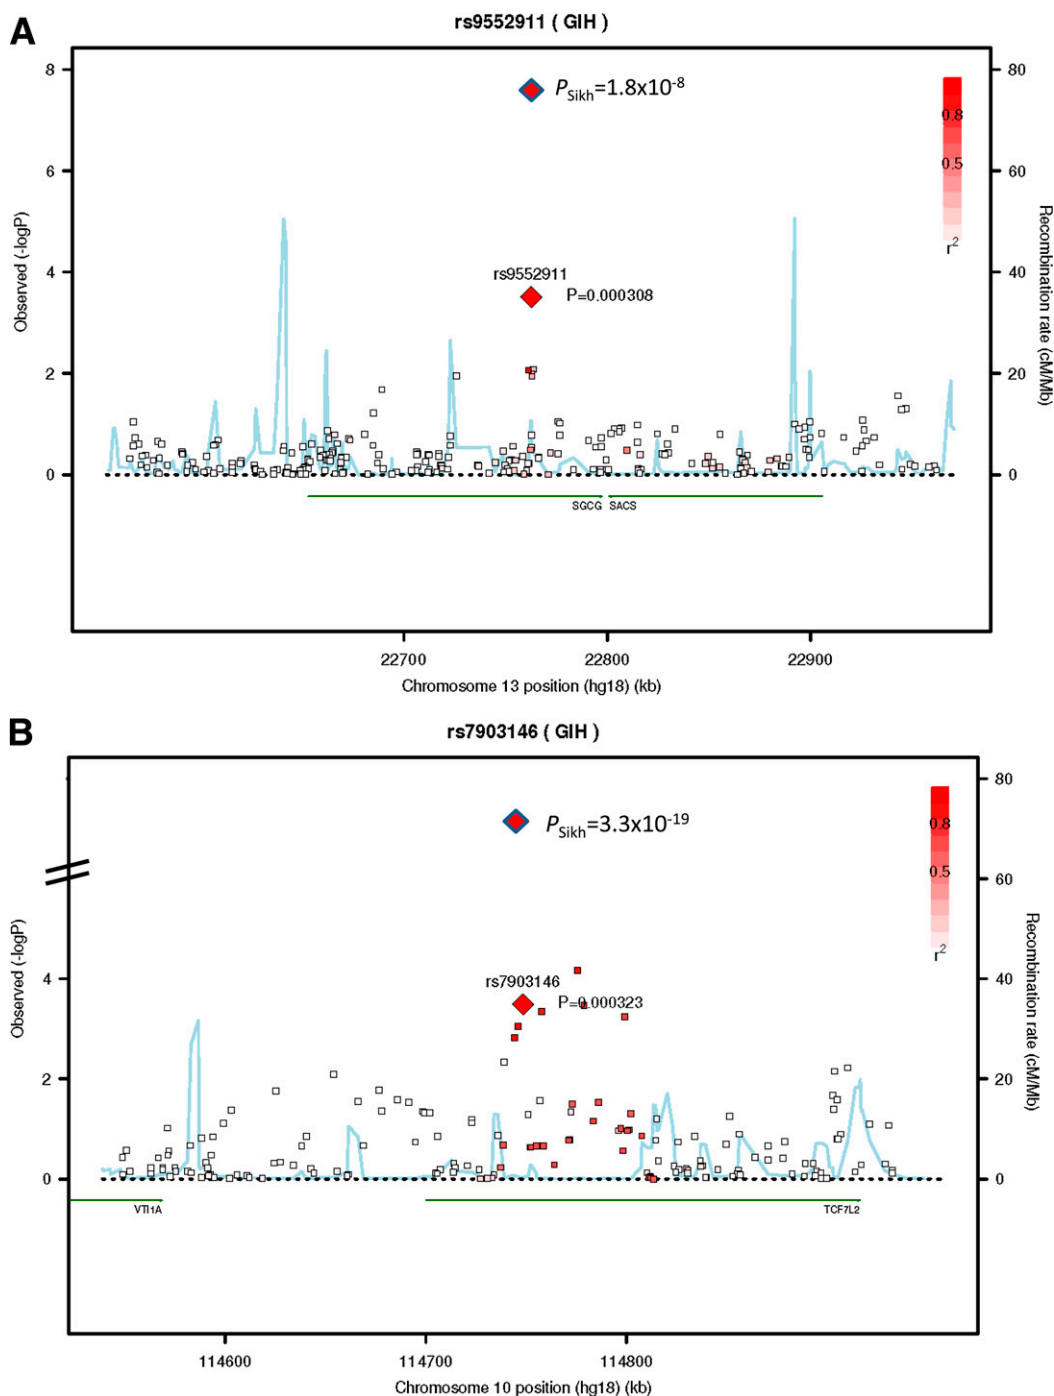 A
rs9552911 ( GIH )
8
80
P_Sikh=1.8x10^-8
0.8
6
60
0.5
Observed (-logP)
Recombination rate (cM/Mb)
r^2
4
40
rs9552911
P=0.000308
2
20
0
0
SGCG SACS
22700 22800 22900
Chromosome 13 position (hg18) (kb)
B
rs7903146 ( GIH )
80
P_Sikh=3.3x10^-19
0.8
60
0.5
Observed (-logP)
Recombination rate (cM/Mb)
r^2
4
40
rs7903146
P=0.000323
2
20
0
0
VTI1A TCF7L2
114600 114700 114800
Chromosome 10 position (hg18) (kb)